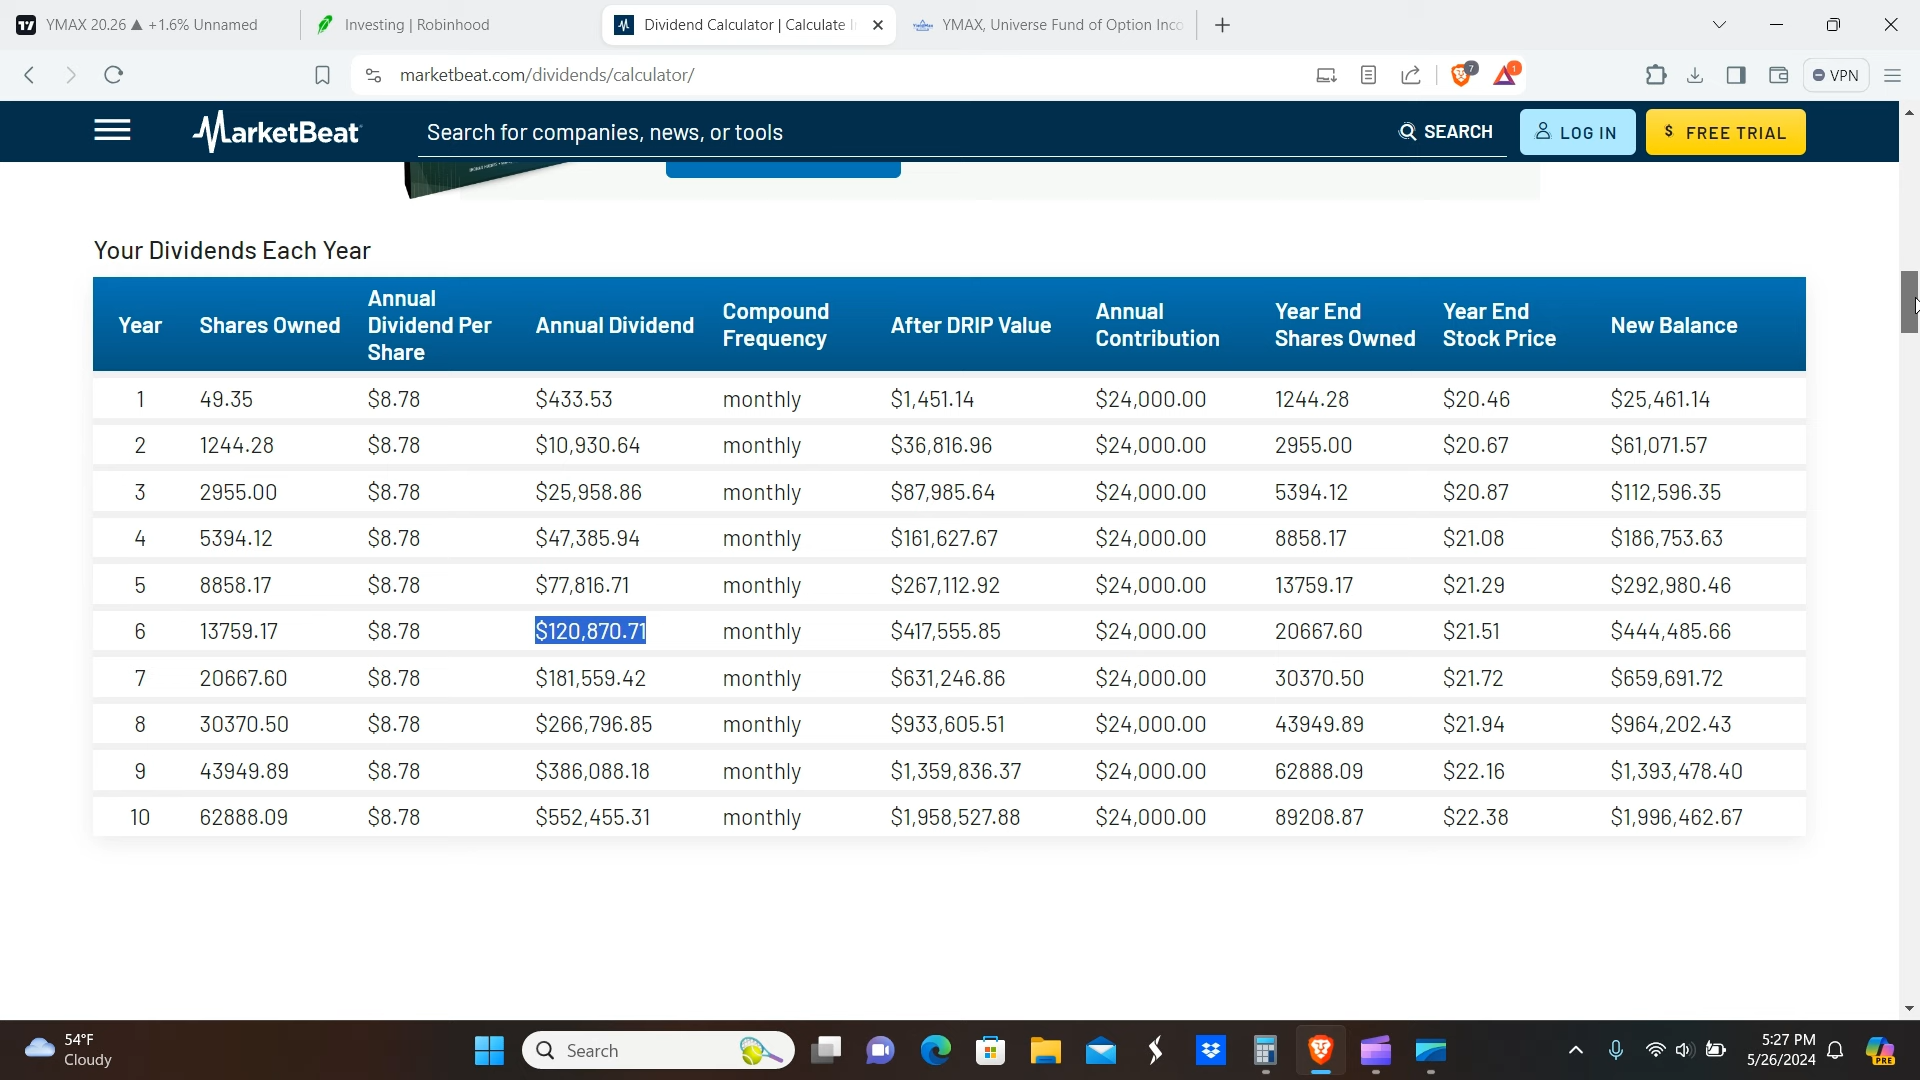 YMAX 20.26 ▲ +1.6% Unnamed
Investing | Robinhood
Dividend Calculator | Calculate
YMAX, Universe Fund of Option Inco
marketbeat.com/dividends/calculator/
7
1
VPN
MarketBeat
Search for companies, news, or tools
SEARCH
LOG IN
$ FREE TRIAL
Your Dividends Each Year
Year Shares Owned Annual Dividend Per Share Annual Dividend Compound Frequency After DRIP Value Annual Contribution Year End Shares Owned Year End Stock Price New Balance
1 49.35 $8.78 $433.53 monthly $1,451.14 $24,000.00 1244.28 $20.46 $25,461.14
2 1244.28 $8.78 $10,930.64 monthly $36,816.96 $24,000.00 2955.00 $20.67 $61,071.57
3 2955.00 $8.78 $25,958.86 monthly $87,985.64 $24,000.00 5394.12 $20.87 $112,596.35
4 5394.12 $8.78 $47,385.94 monthly $161,627.67 $24,000.00 8858.17 $21.08 $186,753.63
5 8858.17 $8.78 $77,816.71 monthly $267,112.92 $24,000.00 13759.17 $21.29 $292,980.46
6 13759.17 $8.78 $120,870.71 monthly $417,555.85 $24,000.00 20667.60 $21.51 $444,485.66
7 20667.60 $8.78 $181,559.42 monthly $631,246.86 $24,000.00 30370.50 $21.72 $659,691.72
8 30370.50 $8.78 $266,796.85 monthly $933,605.51 $24,000.00 43949.89 $21.94 $964,202.43
9 43949.89 $8.78 $386,088.18 monthly $1,359,836.37 $24,000.00 62888.09 $22.16 $1,393,478.40
10 62888.09 $8.78 $552,455.31 monthly $1,958,527.88 $24,000.00 89208.87 $22.38 $1,996,462.67
54°F
Cloudy
Search
5:27 PM
5/26/2024
PRE